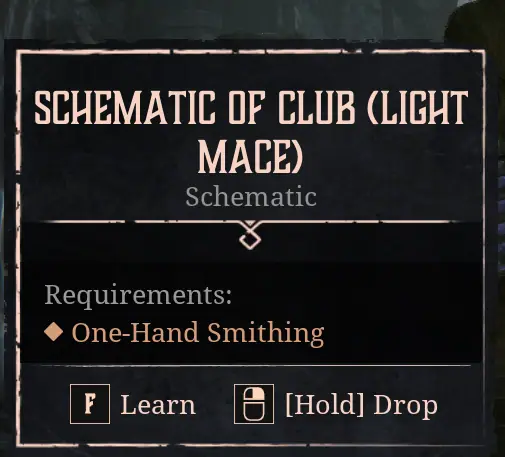 SCHEMATIC OF CLUB (LIGHT
MACE)
Schematic
Requirements:
One-Hand Smithing
F Learn [Hold] Drop